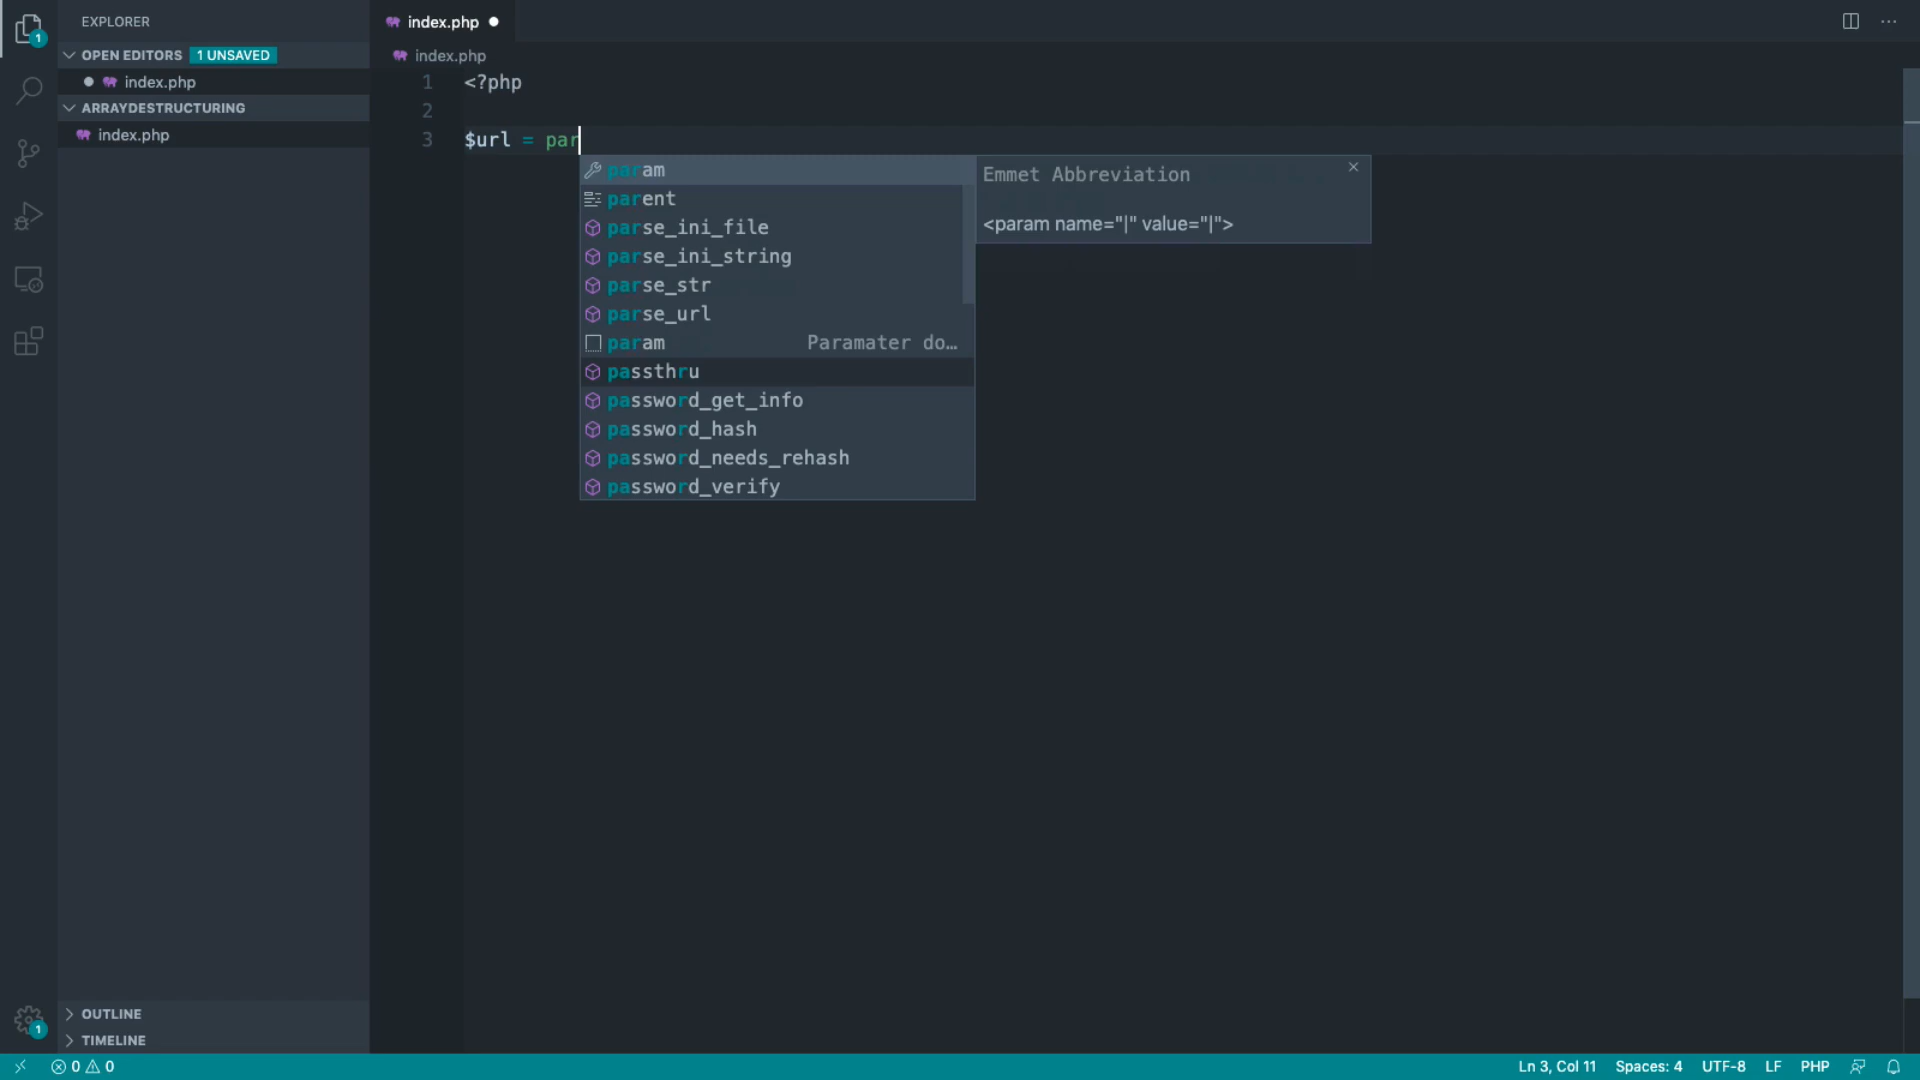 EXPLORER
OPEN EDITORS 1 UNSAVED
index.php
ARRAYDESTRUCTURING
index.php
OUTLINE
TIMELINE
index.php
index.php
1 <?php
2
3 $url = par
param
parent
parse_ini_file
parse_ini_string
parse_str
parse_url
param Paramater do…
passthru
password_get_info
password_hash
password_needs_rehash
password_verify
Emmet Abbreviation
<param name="|" value="|">
1
1
0 0
Ln 3, Col 11 Spaces: 4 UTF-8 LF PHP